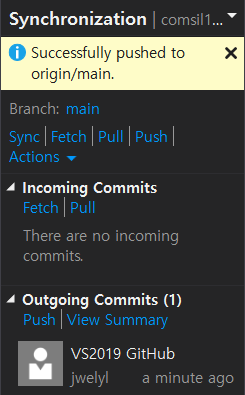 Synchronization | comsil1...
Successfully pushed to
origin/main.
Branch: main
Sync | Fetch | Pull | Push |
Actions
Incoming Commits
Fetch | Pull
There are no incoming
commits.
Outgoing Commits (1)
Push | View Summary
VS2019 GitHub
jwelyl a minute ago